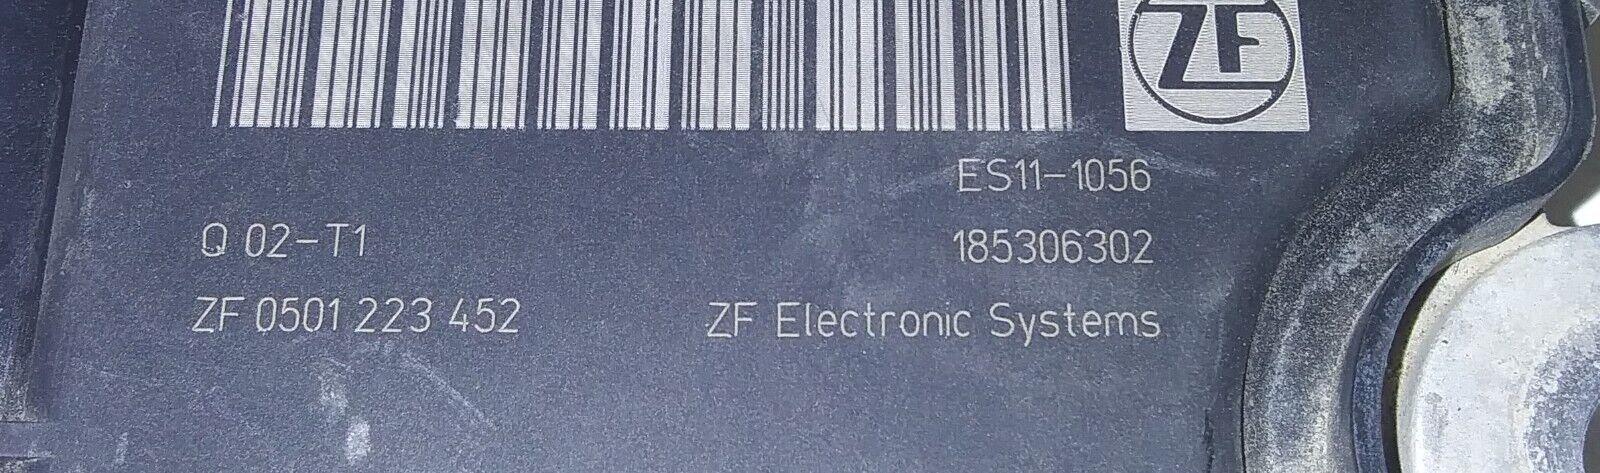 ZF
ES11-1056
Q 02-T1
185306302
ZF 0501 223 452
ZF Electronic Systems